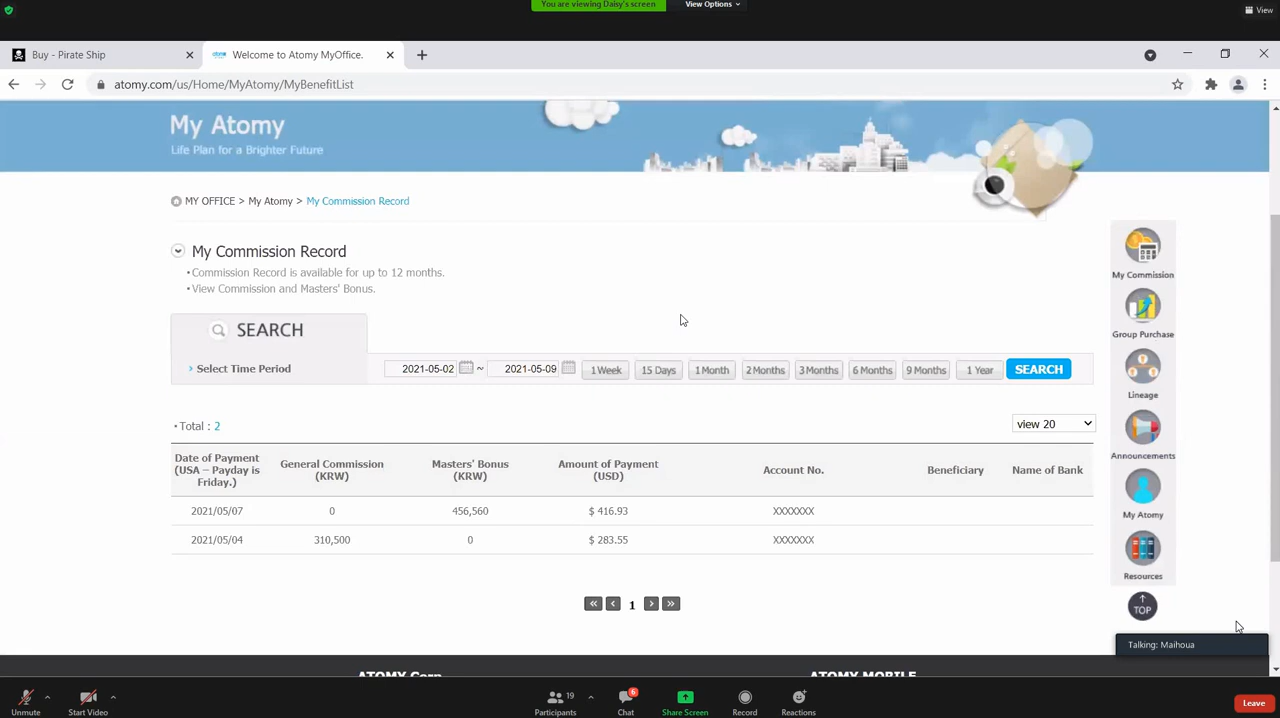 You are viewing Daisy's screen
View Options
View
Buy - Pirate Ship
Welcome to Atomy MyOffice.
atomy.com/us/Home/MyAtomy/MyBenefitList
My Atomy
Life Plan for a Brighter Future
MY OFFICE > My Atomy > My Commission Record
My Commission Record
•Commission Record is available for up to 12 months.
•View Commission and Masters' Bonus.
SEARCH
Select Time Period
2021-05-02 ~ 2021-05-09 1 Week 15 Days 1 Month 2 Months 3 Months 6 Months 9 Months 1 Year SEARCH
• Total : 2
view 20
Date of Payment (USA – Payday is Friday.) General Commission (KRW) Masters' Bonus (KRW) Amount of Payment (USD) Account No. Beneficiary Name of Bank
2021/05/07 0 456,560 $ 416.93 XXXXXXX
2021/05/04 310,500 0 $ 283.55 XXXXXXX
1
My Commission
Group Purchase
Lineage
Announcements
My Atomy
Resources
TOP
Talking: Maihoua
ATOMY Corp
ATOMY MOBILE
Unmute
Start Video
Participants 19
Chat 6
Share Screen
Record
Reactions
Leave